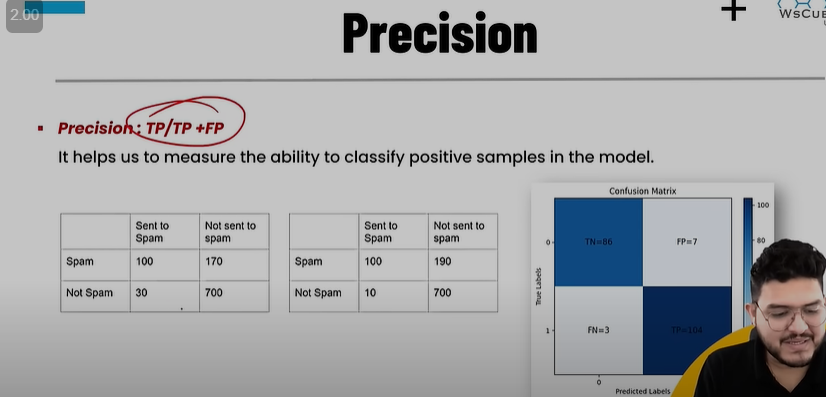 2.00
Precision
WsCUB
▪ Precision: TP/TP +FP
It helps us to measure the ability to classify positive samples in the model.
Sent to Spam Not sent to spam
Spam 100 170
Not Spam 30 700
Sent to Spam Not sent to spam
Spam 100 190
Not Spam 10 700
Confusion Matrix
True Labels
0
1
TN=86 FP=7
FN=3 TP=104
100
80
0
Predicted Labels